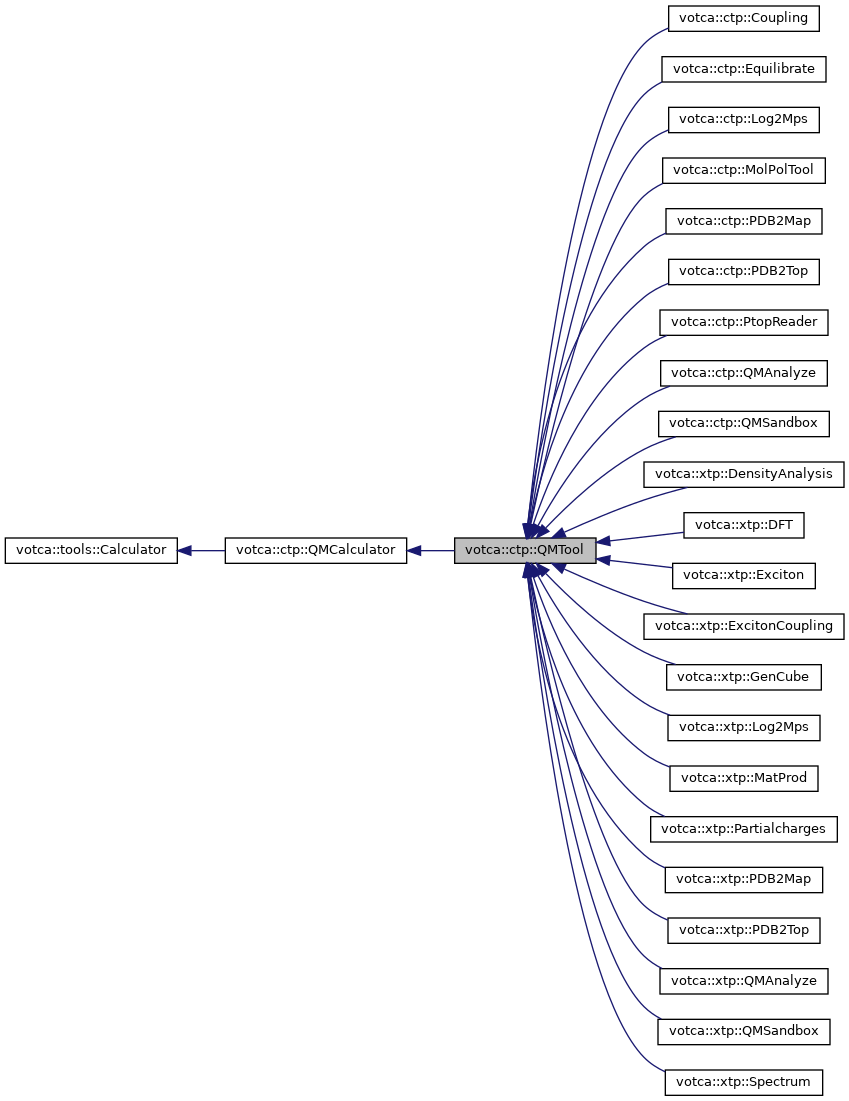 votca::ctp::Coupling
votca::ctp::Equilibrate
votca::ctp::Log2Mps
votca::ctp::MolPolTool
votca::ctp::PDB2Map
votca::ctp::PDB2Top
votca::ctp::PtopReader
votca::ctp::QMAnalyze
votca::ctp::QMSandbox
votca::xtp::DensityAnalysis
votca::xtp::DFT
votca::tools::Calculator
votca::ctp::QMCalculator
votca::ctp::QMTool
votca::xtp::Exciton
votca::xtp::ExcitonCoupling
votca::xtp::GenCube
votca::xtp::Log2Mps
votca::xtp::MatProd
votca::xtp::Partialcharges
votca::xtp::PDB2Map
votca::xtp::PDB2Top
votca::xtp::QMAnalyze
votca::xtp::QMSandbox
votca::xtp::Spectrum